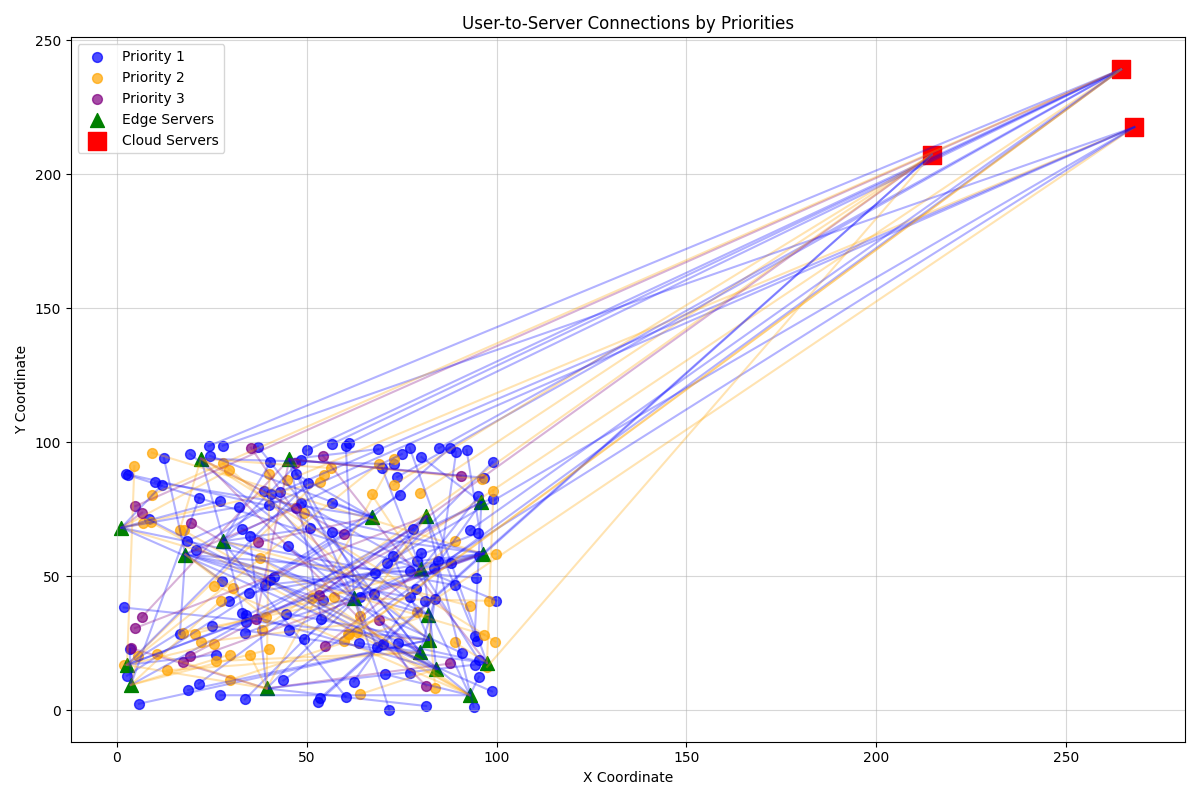 User-to-Server Connections by Priorities
250
200
150
100
50
0
Y Coordinate
Priority 1
Priority 2
Priority 3
Edge Servers
Cloud Servers
0 50 100 150 200 250
X Coordinate